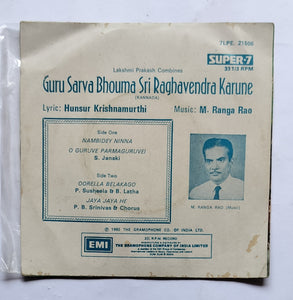 7LPE. 21506
SUPER-7
33 1/3 RPM
Lakshmi Prakash Combines
Guru Sarva Bhouma Sri Raghavendra Karune
(KANNADA)
Lyric: Hunsur Krishnamurthi
Music: M. Ranga Rao
Side One
NAMBIDEY NINNA
O GURUVE PARMAGURUVEI
S. Janaki
Side Two
DORELLA BELAKAGO
P. Susheela & B. Latha
JAYA JAYA HE
P. B. Srinivas & Chorus
M. RANGA RAO (Music)
EMI
THE GRAMOPHONE COMPANY OF INDIA LIMITED